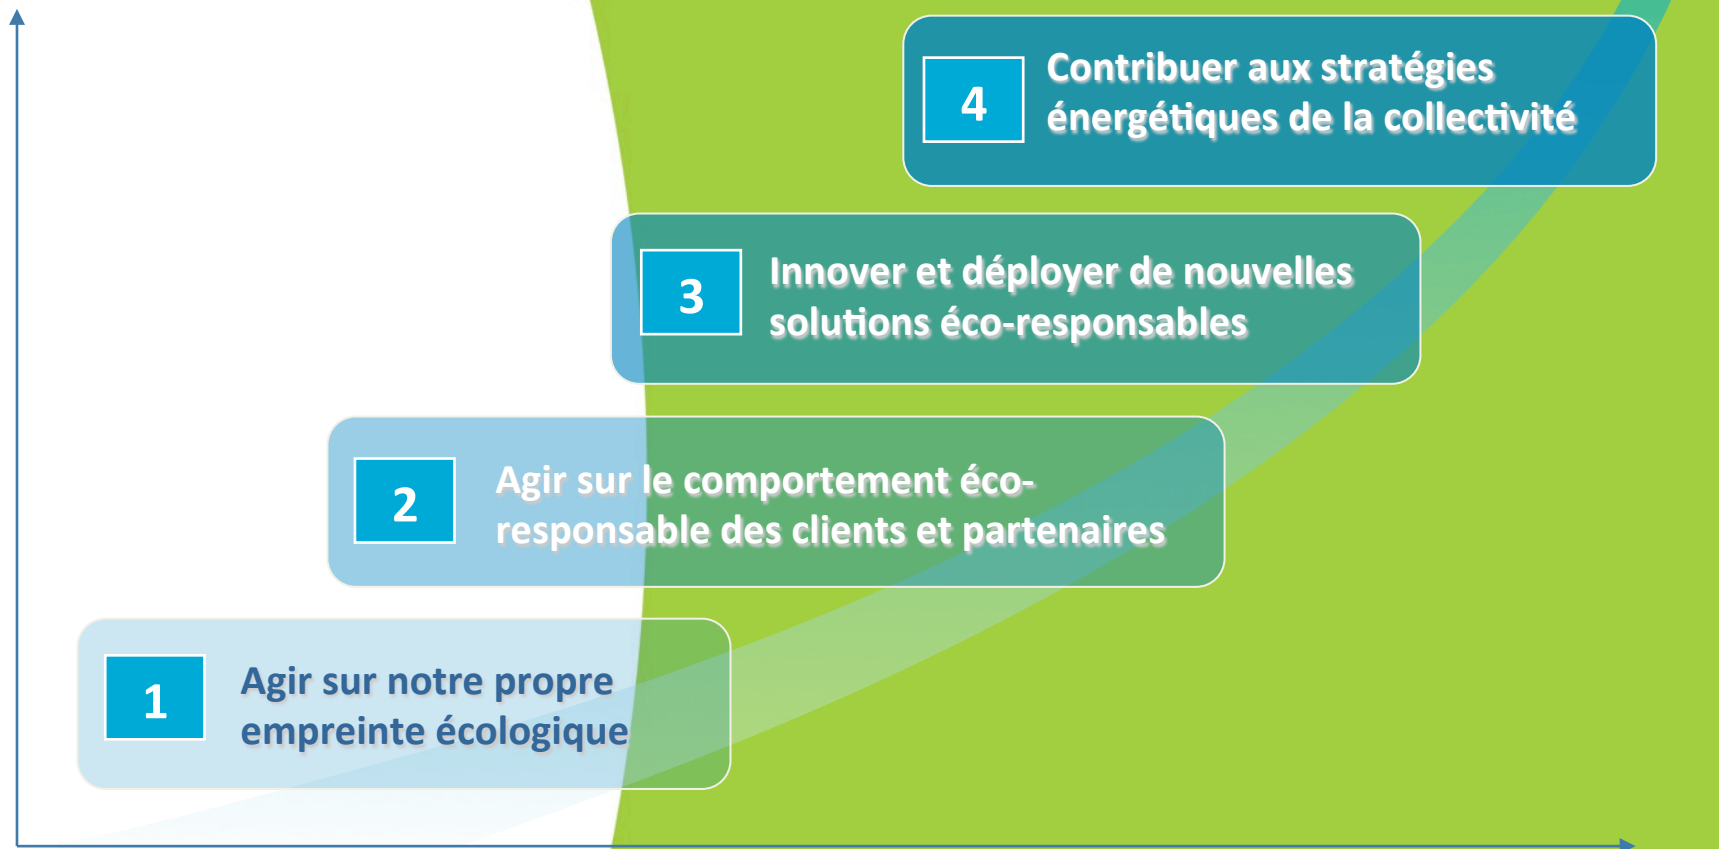 4
Contribuer aux stratégies
énergétiques de la collectivité
3
Innover et déployer de nouvelles
solutions éco-responsables
2
Agir sur le comportement éco-
responsable des clients et partenaires
1
Agir sur notre propre
empreinte écologique